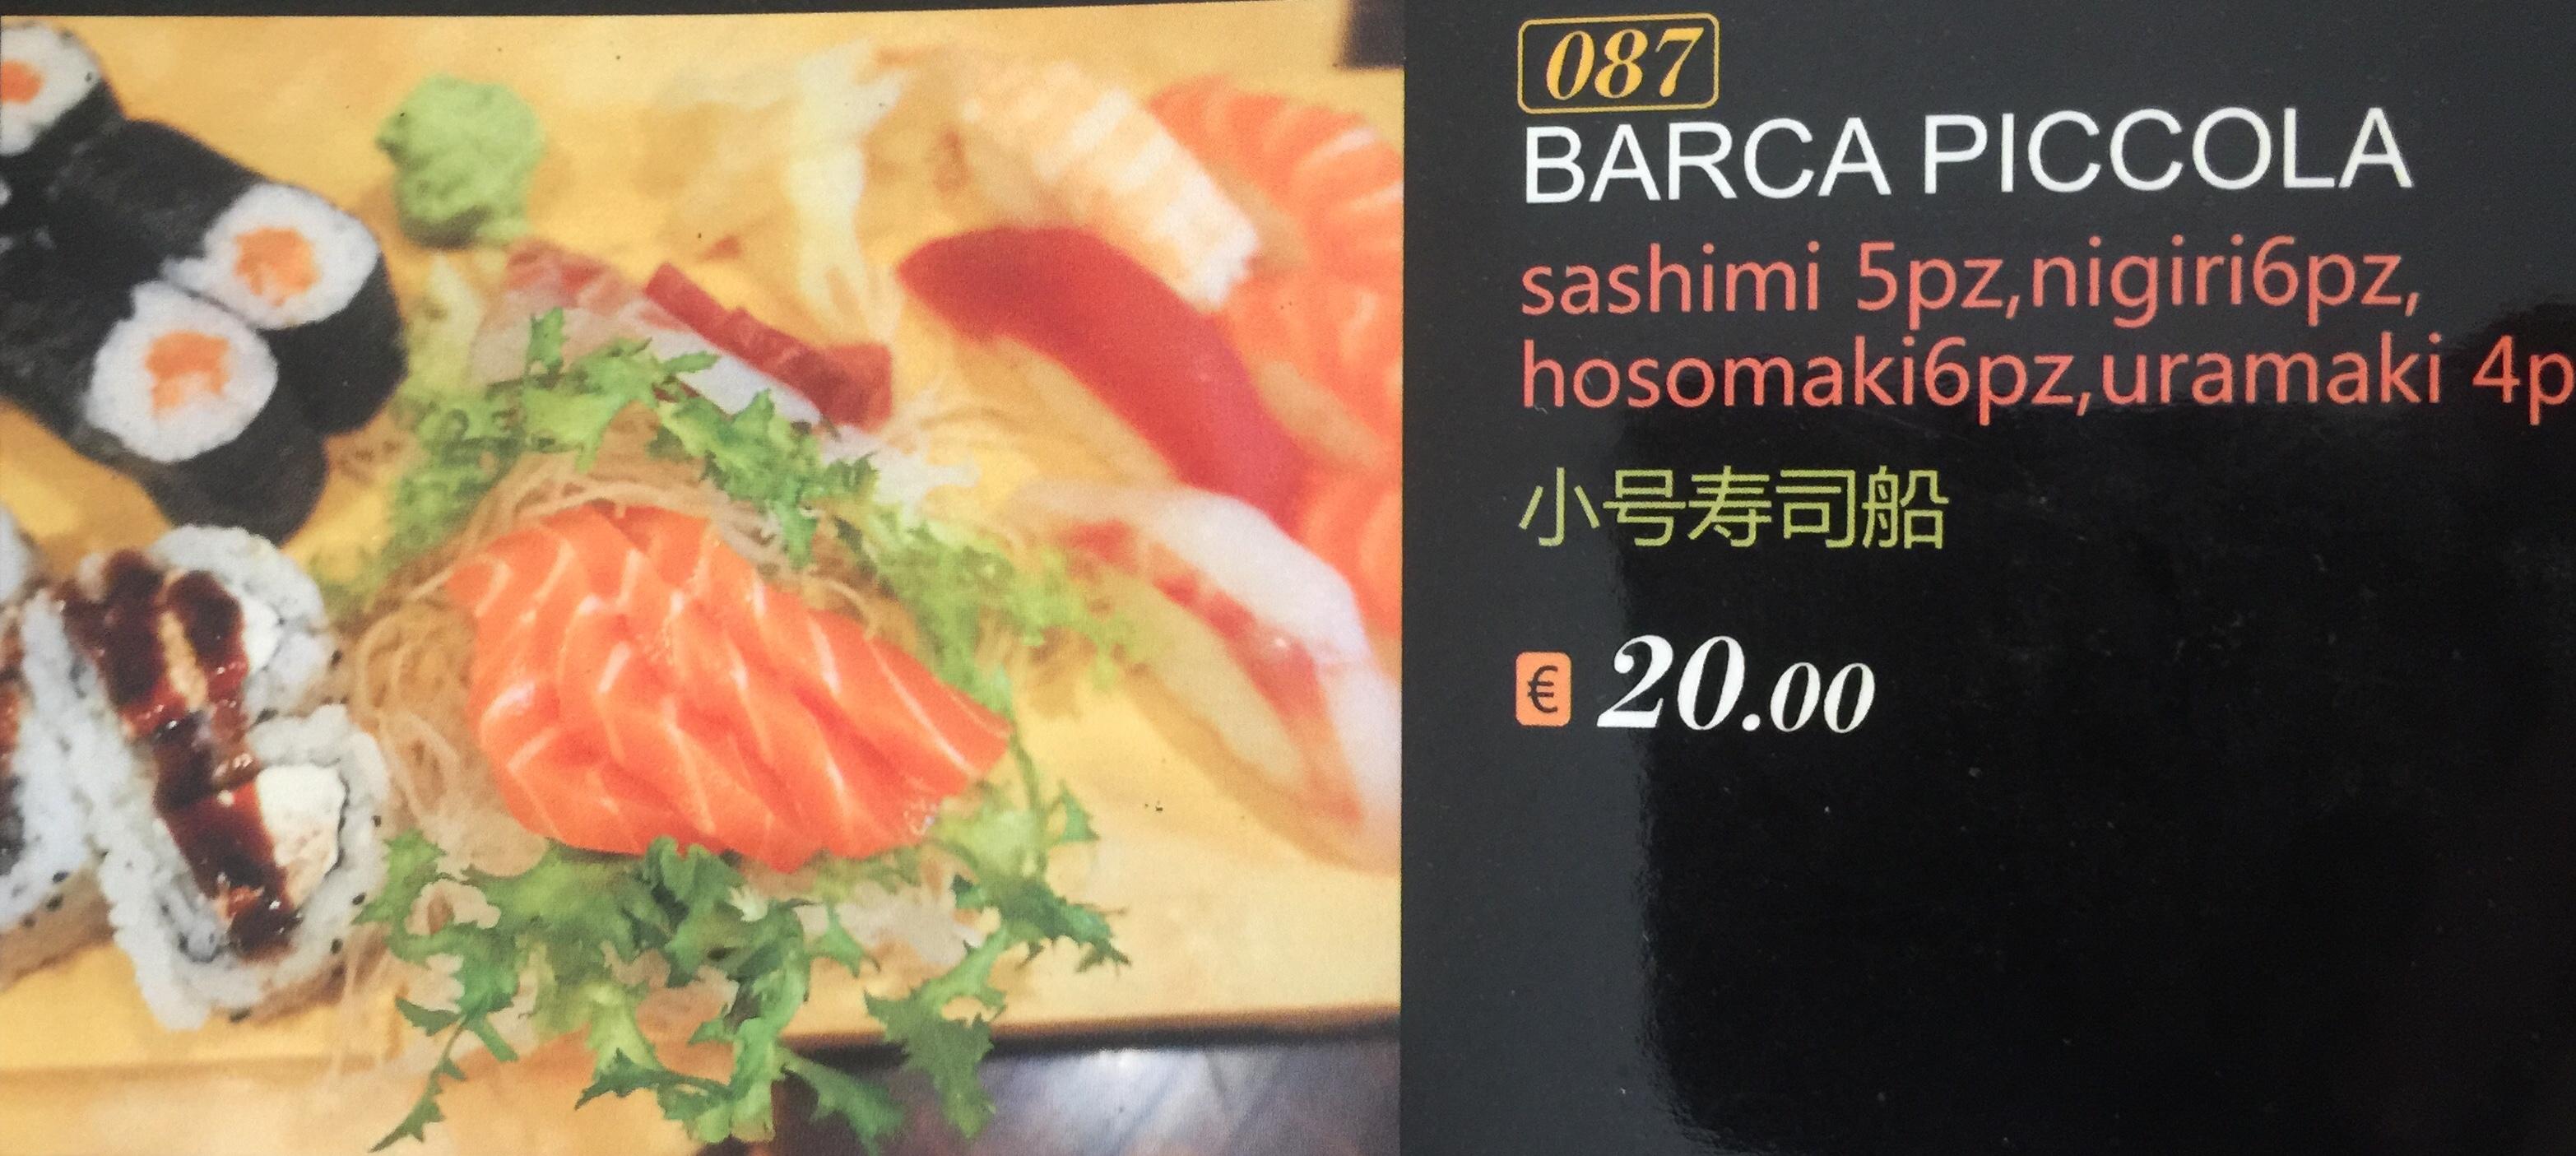 087
BARCA PICCOLA
sashimi 5pz,nigiri6pz,
hosomaki6pz,uramaki 4p
小号寿司船
€ 20.00